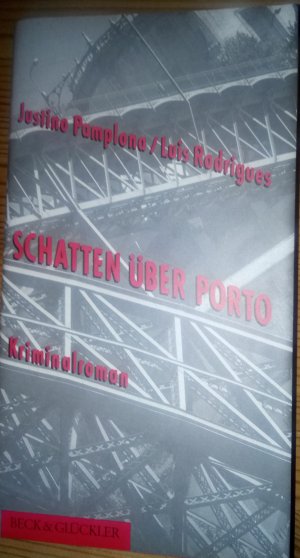 Justino Pamplona/Luis Rodrigues
SCHATTEN ÜBER PORTO
Kriminalroman
BECK & GLÜCKLER